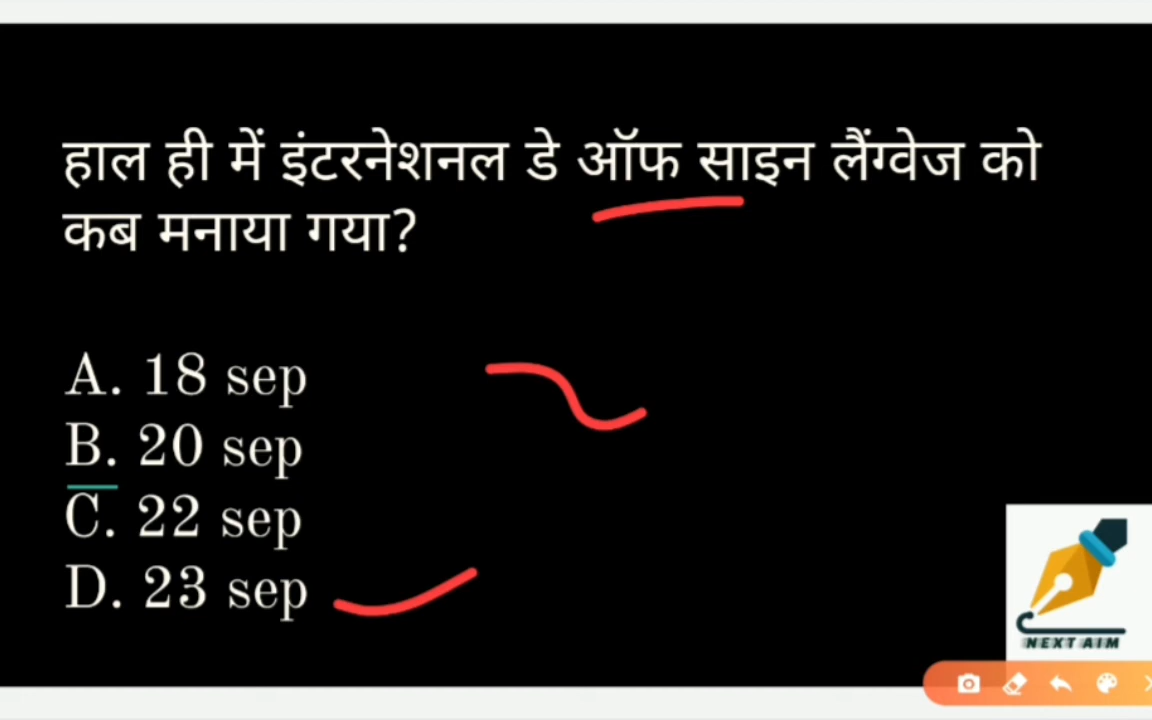 हाल ही में इंटरनेशनल डे ऑफ साइन लैंग्वेज को
कब मनाया गया?
A. 18 sep
B. 20 sep
C. 22 sep
D. 23 sep
NEXT AIM